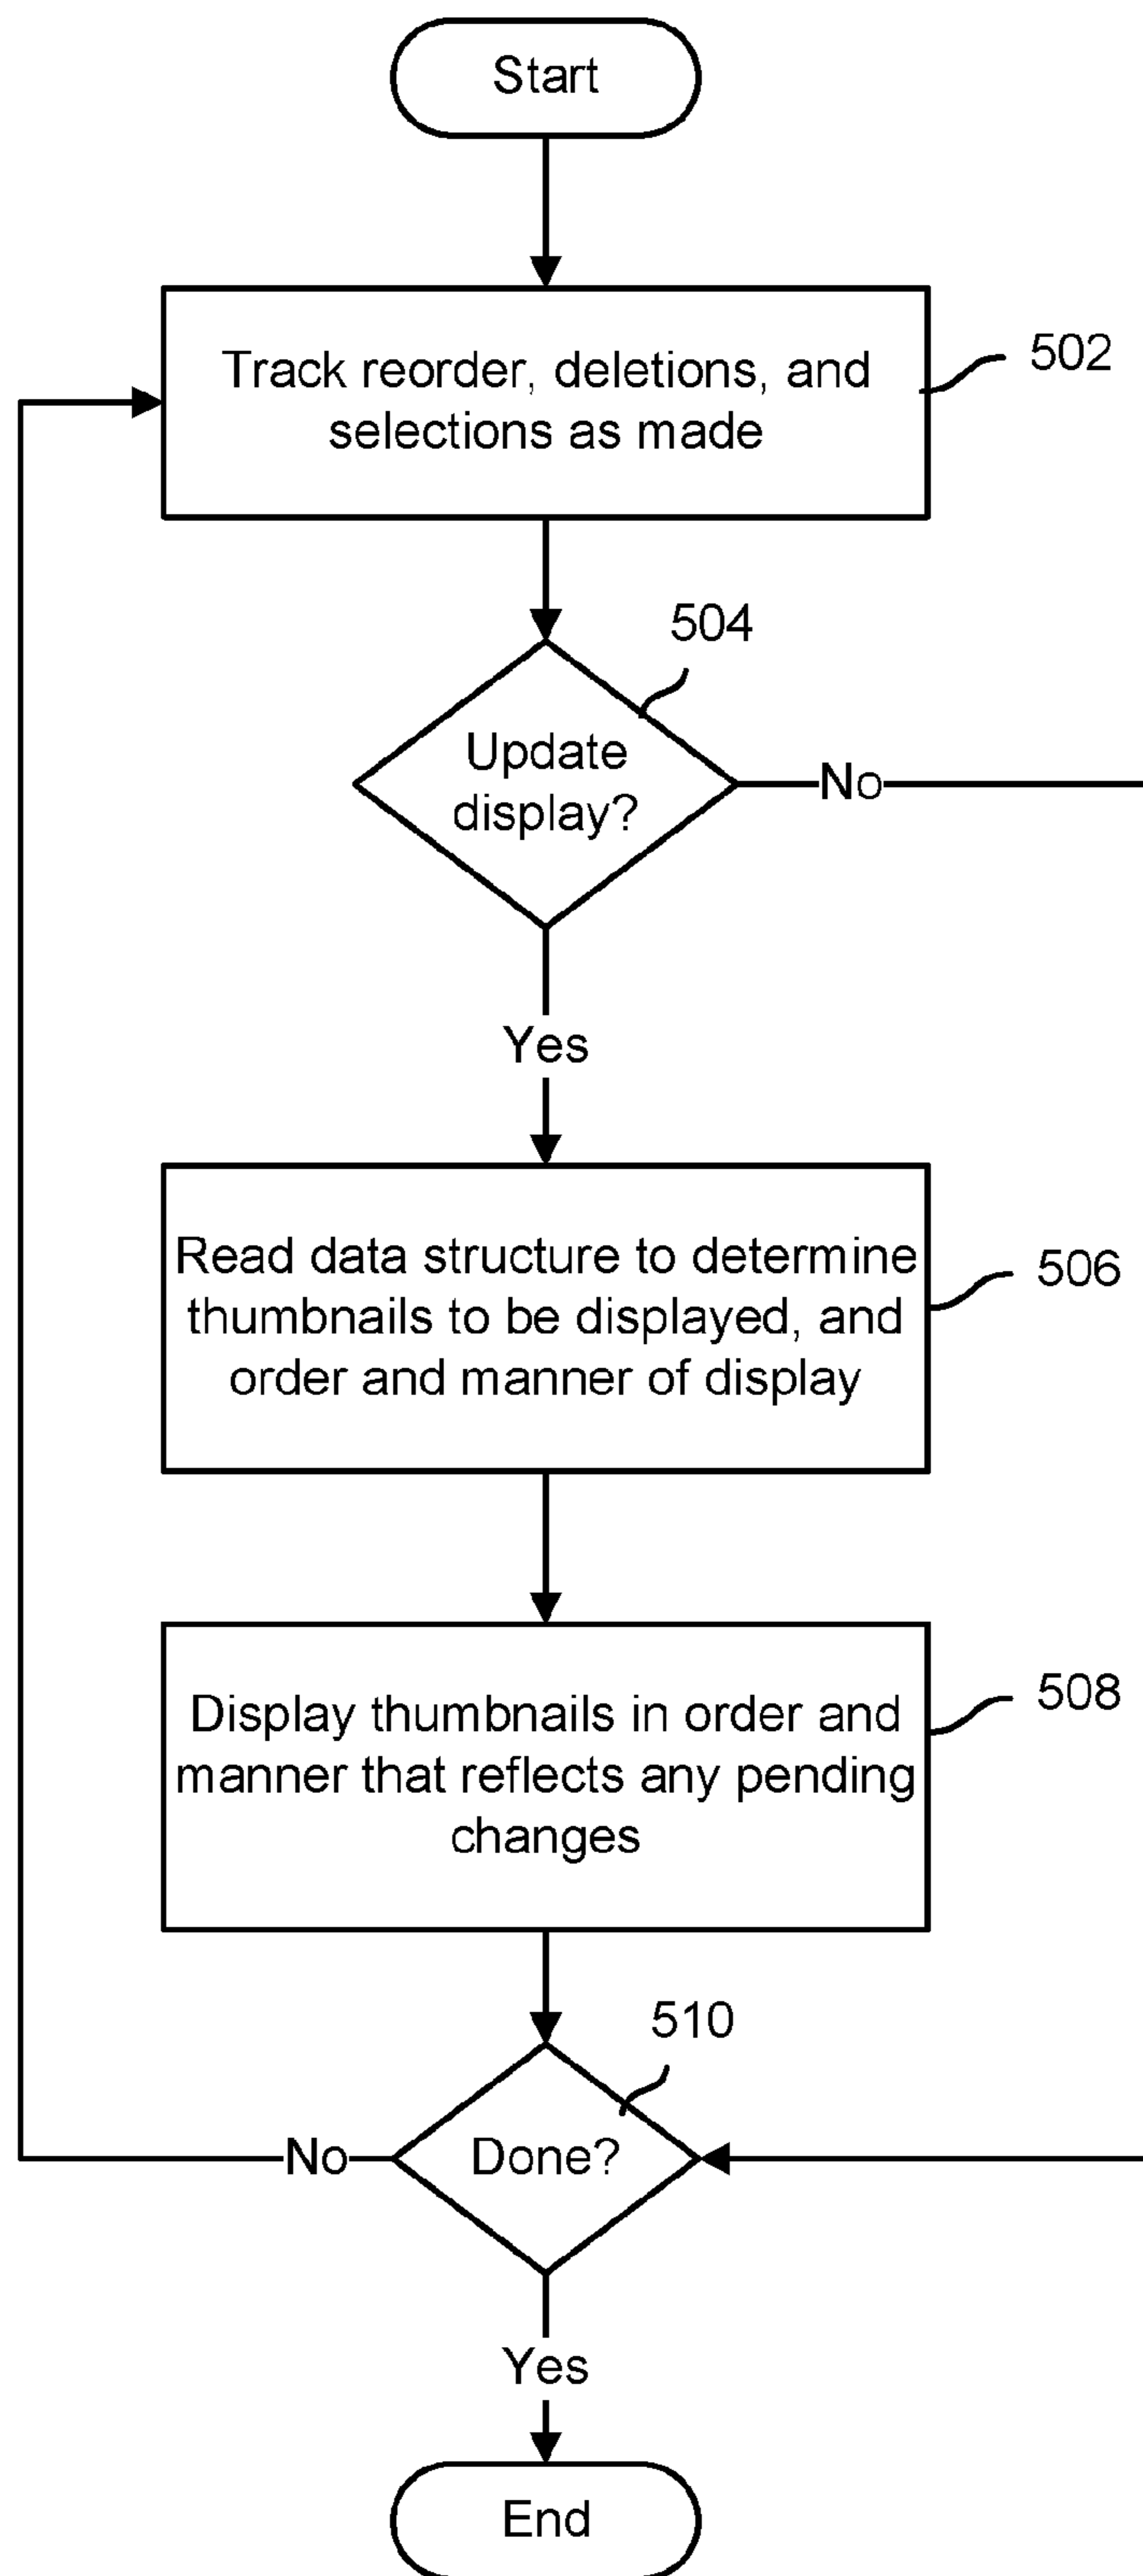 Start
Track reorder, deletions, and
selections as made
502
504
Update
display?
No
Yes
Read data structure to determine
thumbnails to be displayed, and
order and manner of display
506
Display thumbnails in order and
manner that reflects any pending
changes
508
510
Done?
No
Yes
End